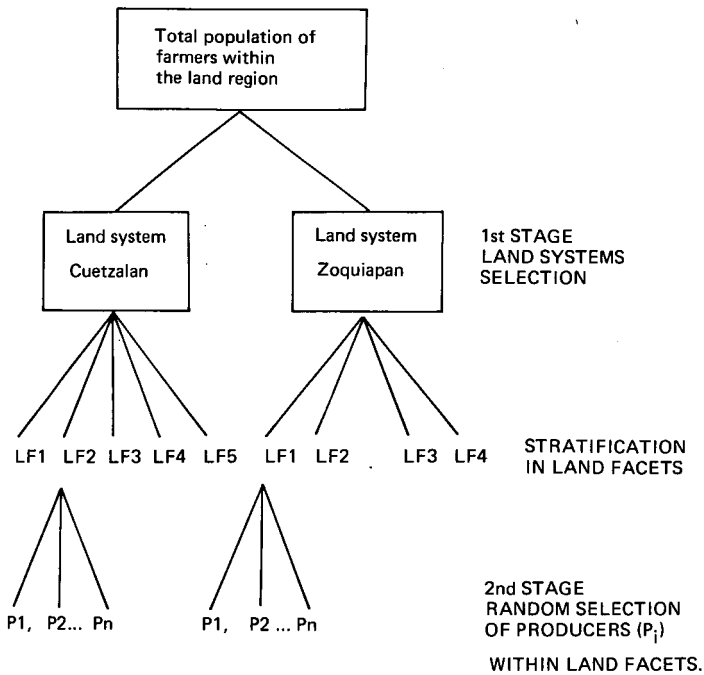 Total population of
farmers within
the land region
Land system
Cuetzalan
Land system
Zoquiapan
1st STAGE
LAND SYSTEMS
SELECTION
LF1 LF2 LF3 LF4 LF5 LF1 LF2 LF3 LF4
STRATIFICATION
IN LAND FACETS
P1, P2... Pn
P1, P2 ... Pn
2nd STAGE
RANDOM SELECTION
OF PRODUCERS (Pi)
WITHIN LAND FACETS.